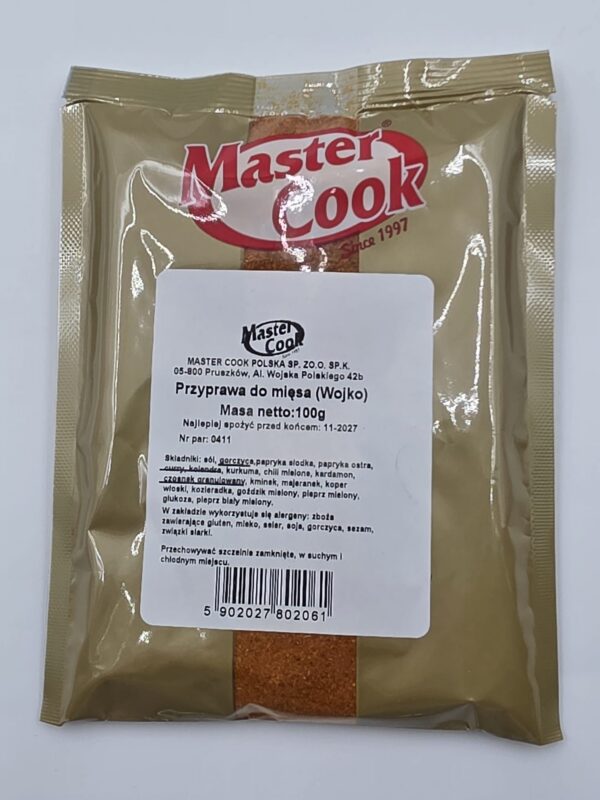 Master
Cook®
Since 1997
Master
Cook
Since 1997
MASTER COOK POLSKA SP. ZO.O. SP.K.
05-800 Pruszków, Al. Wojska Polskiego 42b
Przyprawa do mięsa (Wojko)
Masa netto:100g
Najlepiej spożyć przed końcem: 11-2027
Nr par: 0411
Składniki: sól, gorczyca,papryka słodka, papryka ostra,
curry, kolendra, kurkuma, chili mielone, kardamon,
czosnek granulowany, kminek, majeranek, koper
włoski, kozieradka, goździk mielony, pieprz mielony,
glukoza, pieprz biały mielony.
W zakładzie wykorzystuje się alergeny: zboża
zawierające gluten, mleko, seler, soja, gorczyca, sezam,
związki siarki.
Przechowywać szczelnie zamknięte, w suchym i
chłodnym miejscu.
5 902027 802061